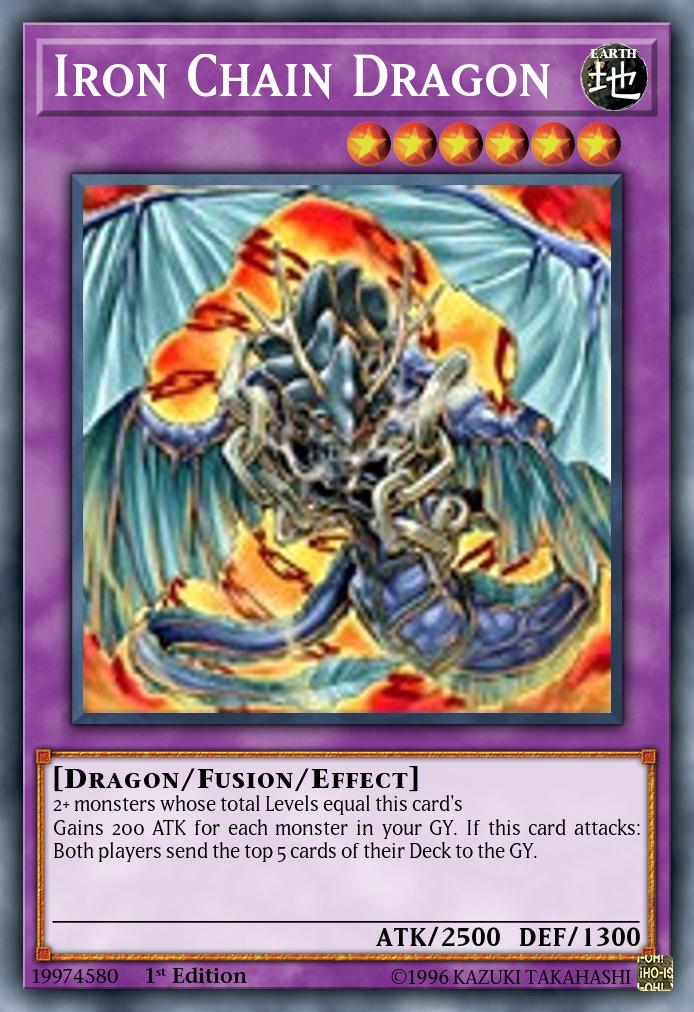 Iron Chain Dragon
EARTH
地
[Dragon/Fusion/Effect]
2+ monsters whose total Levels equal this card's
Gains 200 ATK for each monster in your GY. If this card attacks:
Both players send the top 5 cards of their Deck to the GY.
ATK/2500 DEF/1300
19974580 1st Edition ©1996 KAZUKI TAKAHASHI